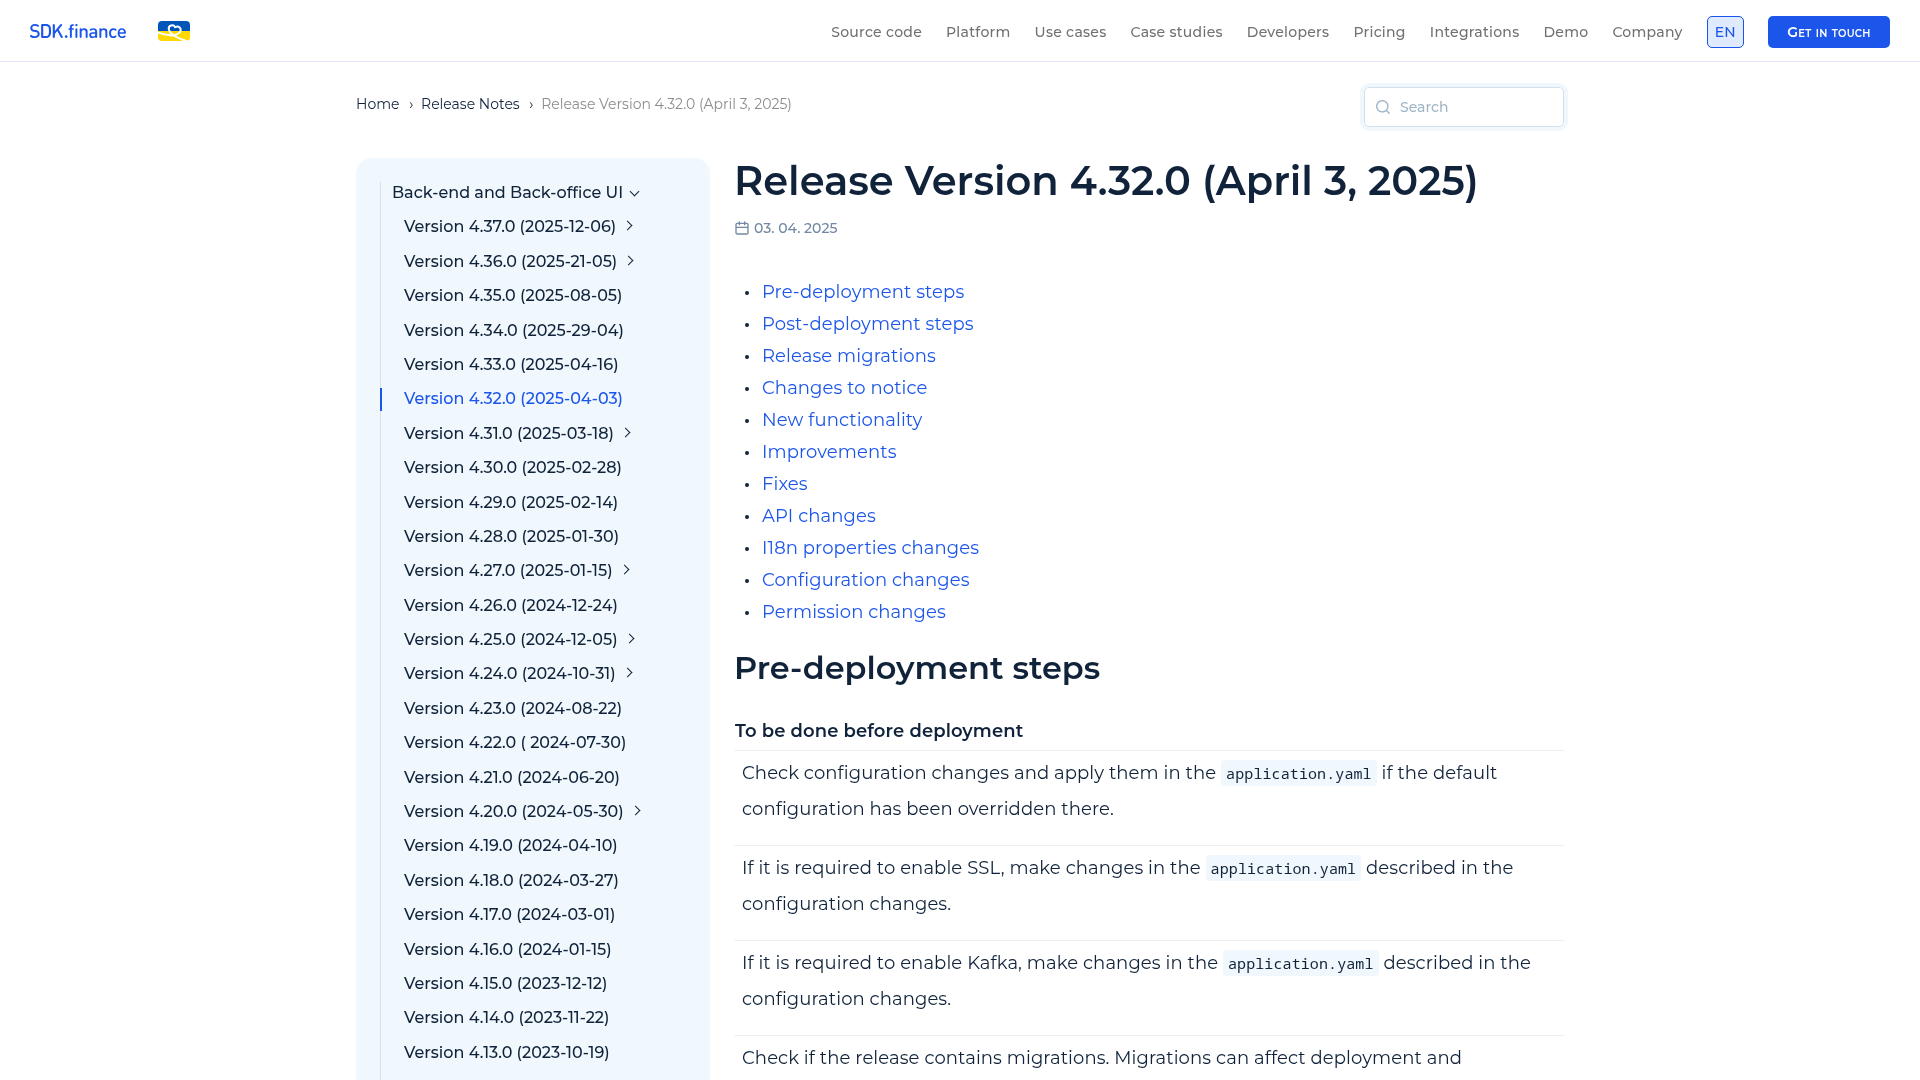 SDK.finance
Source code
Platform
Use cases
Case studies
Developers
Pricing
Integrations
Demo
Company
EN
Get in touch
Home › Release Notes › Release Version 4.32.0 (April 3, 2025)
Search
Back-end and Back-office UI
Version 4.37.0 (2025-12-06)
Version 4.36.0 (2025-21-05)
Version 4.35.0 (2025-08-05)
Version 4.34.0 (2025-29-04)
Version 4.33.0 (2025-04-16)
Version 4.32.0 (2025-04-03)
Version 4.31.0 (2025-03-18)
Version 4.30.0 (2025-02-28)
Version 4.29.0 (2025-02-14)
Version 4.28.0 (2025-01-30)
Version 4.27.0 (2025-01-15)
Version 4.26.0 (2024-12-24)
Version 4.25.0 (2024-12-05)
Version 4.24.0 (2024-10-31)
Version 4.23.0 (2024-08-22)
Version 4.22.0 ( 2024-07-30)
Version 4.21.0 (2024-06-20)
Version 4.20.0 (2024-05-30)
Version 4.19.0 (2024-04-10)
Version 4.18.0 (2024-03-27)
Version 4.17.0 (2024-03-01)
Version 4.16.0 (2024-01-15)
Version 4.15.0 (2023-12-12)
Version 4.14.0 (2023-11-22)
Version 4.13.0 (2023-10-19)
Release Version 4.32.0 (April 3, 2025)
03. 04. 2025
• Pre-deployment steps
• Post-deployment steps
• Release migrations
• Changes to notice
• New functionality
• Improvements
• Fixes
• API changes
• I18n properties changes
• Configuration changes
• Permission changes
Pre-deployment steps
To be done before deployment
Check configuration changes and apply them in the application.yaml if the default
configuration has been overridden there.
If it is required to enable SSL, make changes in the application.yaml described in the
configuration changes.
If it is required to enable Kafka, make changes in the application.yaml described in the
configuration changes.
Check if the release contains migrations. Migrations can affect deployment and